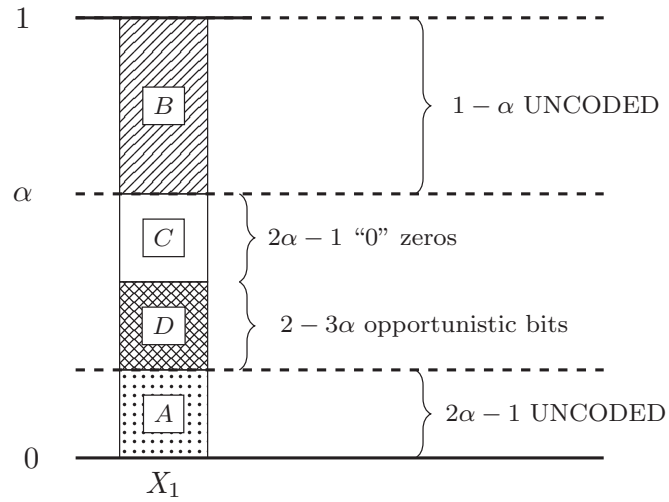 1
B
1 − α UNCODED
α
C
2α − 1 “0” zeros
D
2 − 3α opportunistic bits
A
2α − 1 UNCODED
0
X₁